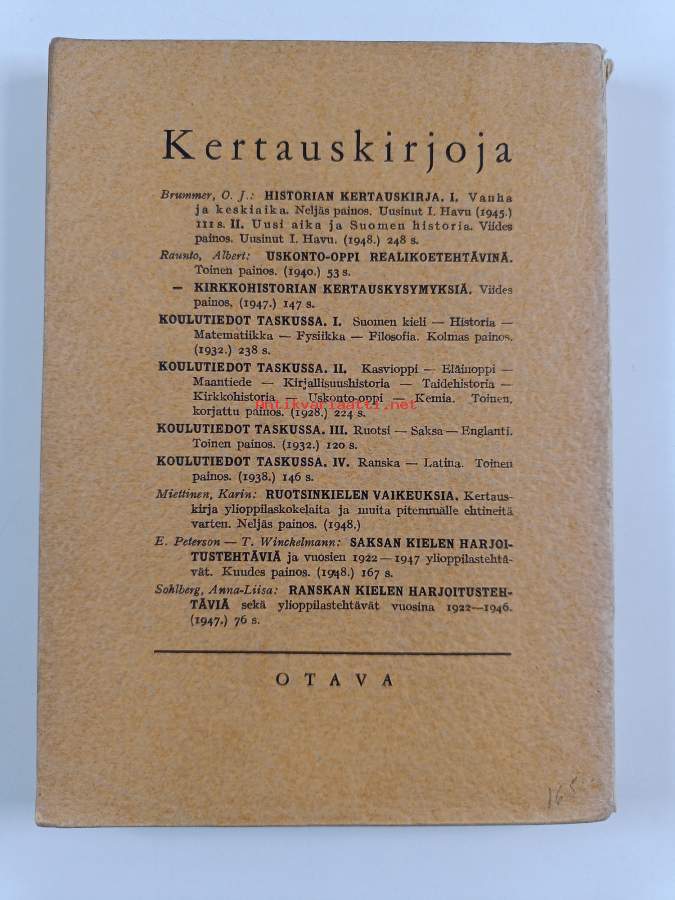 Kertauskirjoja
Brummer, O. J.: HISTORIAN KERTAUSKIRJA. I. Vanha
ja keskiaika. Neljäs painos. Uusinut I. Havu (1945.)
111 s. II. Uusi aika ja Suomen historia. Viides
painos. Uusinut I. Havu. (1948.) 248 s.
Raunto, Albert: USKONTO-OPPI REALIKOETEHTÄVINÄ.
Toinen painos. (1940.) 53 s.
— KIRKKOHISTORIAN KERTAUSKYSYMYKSIÄ. Viides
painos, (1947.) 147 s.
KOULUTIEDOT TASKUSSA. I. Suomen kieli — Historia —
Matematiikka — Fysiikka — Filosofia. Kolmas painos.
(1932.) 238 s.
KOULUTIEDOT TASKUSSA. II. Kasvioppi — Eläinoppi —
Maantiede — Kirjallisuushistoria — Taidehistoria —
Kirkkohistoria — Uskonto-oppi — Kemia. Toinen,
Antikvariaatti.net
korjattu painos. (1928.) 224 s.
KOULUTIEDOT TASKUSSA. III. Ruotsi — Saksa — Englanti.
Toinen painos. (1932.) 120 s.
KOULUTIEDOT TASKUSSA. IV. Ranska — Latina. Toinen
painos. (1938.) 146 s.
Miettinen, Karin: RUOTSINKIELEN VAIKEUKSIA. Kertaus-
kirja ylioppilaskokelaita ja muita pitemmälle ehtineitä
varten. Neljäs painos. (1948.)
E. Peterson — T. Winckelmann: SAKSAN KIELEN HARJOI-
TUSTEHTÄVIÄ ja vuosien 1922 — 1947 ylioppilastehtä-
vät. Kuudes painos. (1948.) 167 s.
Sohlberg, Anna-Liisa: RANSKAN KIELEN HARJOITUSTEH-
TÄVIÄ sekä ylioppilastehtävät vuosina 1922—1946.
(1947.) 76 s.
OTAVA